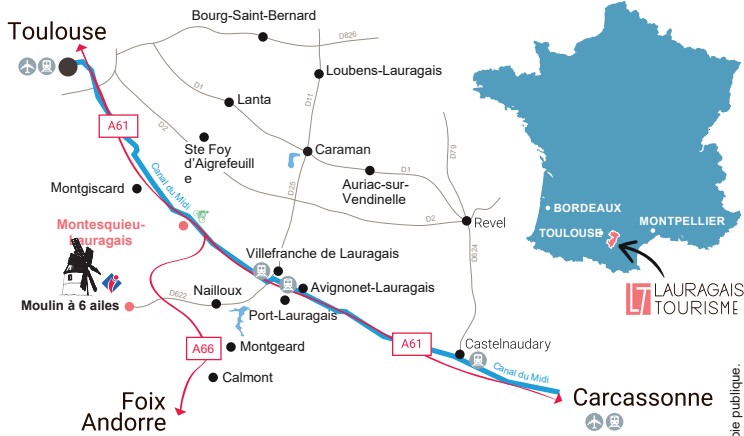 Bourg-Saint-Bernard
Toulouse
D826
Loubens-Lauragais
D1
Lanta
D11
A61
D2
Ste Foy
d'Aigrefeuill
e
Caraman
D79
D1
Auriac-sur-
Vendinelle
Canal du Midi
Montgiscard
D25
D2
Revel
Montesquieu-
Lauragais
Villefranche de Lauragais
D624
D622
Nailloux
Avignonet-Lauragais
Moulin à 6 ailes
Port-Lauragais
A66
Montgeard
A61
Castelnaudary
Canal du Midi
Calmont
Foix
Andorre
Carcassonne
BORDEAUX
TOULOUSE
MONTPELLIER
LT
LAURAGAIS
TOURISME
oie publique.